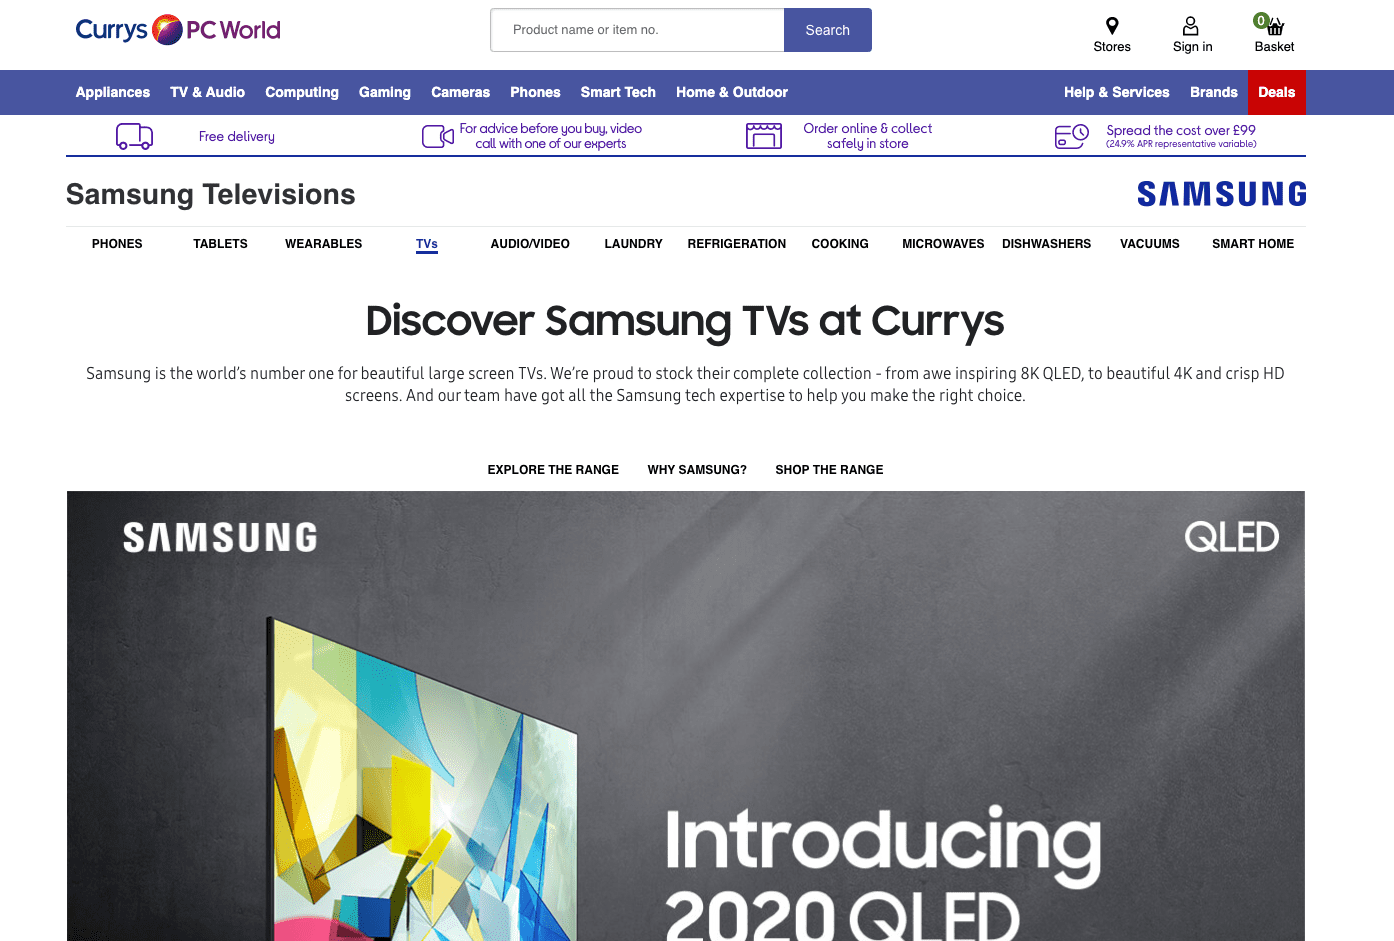 Currys PC World
Product name or item no.
Search
Stores
Sign in
0
Basket
Appliances
TV & Audio
Computing
Gaming
Cameras
Phones
Smart Tech
Home & Outdoor
Help & Services
Brands
Deals
Free delivery
For advice before you buy, video
call with one of our experts
Order online & collect
safely in store
Spread the cost over £99
(24.9% APR representative variable)
Samsung Televisions
SAMSUNG
PHONES
TABLETS
WEARABLES
TVs
AUDIO/VIDEO
LAUNDRY
REFRIGERATION
COOKING
MICROWAVES
DISHWASHERS
VACUUMS
SMART HOME
Discover Samsung TVs at Currys
Samsung is the world's number one for beautiful large screen TVs. We're proud to stock their complete collection - from awe inspiring 8K QLED, to beautiful 4K and crisp HD
screens. And our team have got all the Samsung tech expertise to help you make the right choice.
EXPLORE THE RANGE
WHY SAMSUNG?
SHOP THE RANGE
SAMSUNG
QLED
Introducing
2020 QLED